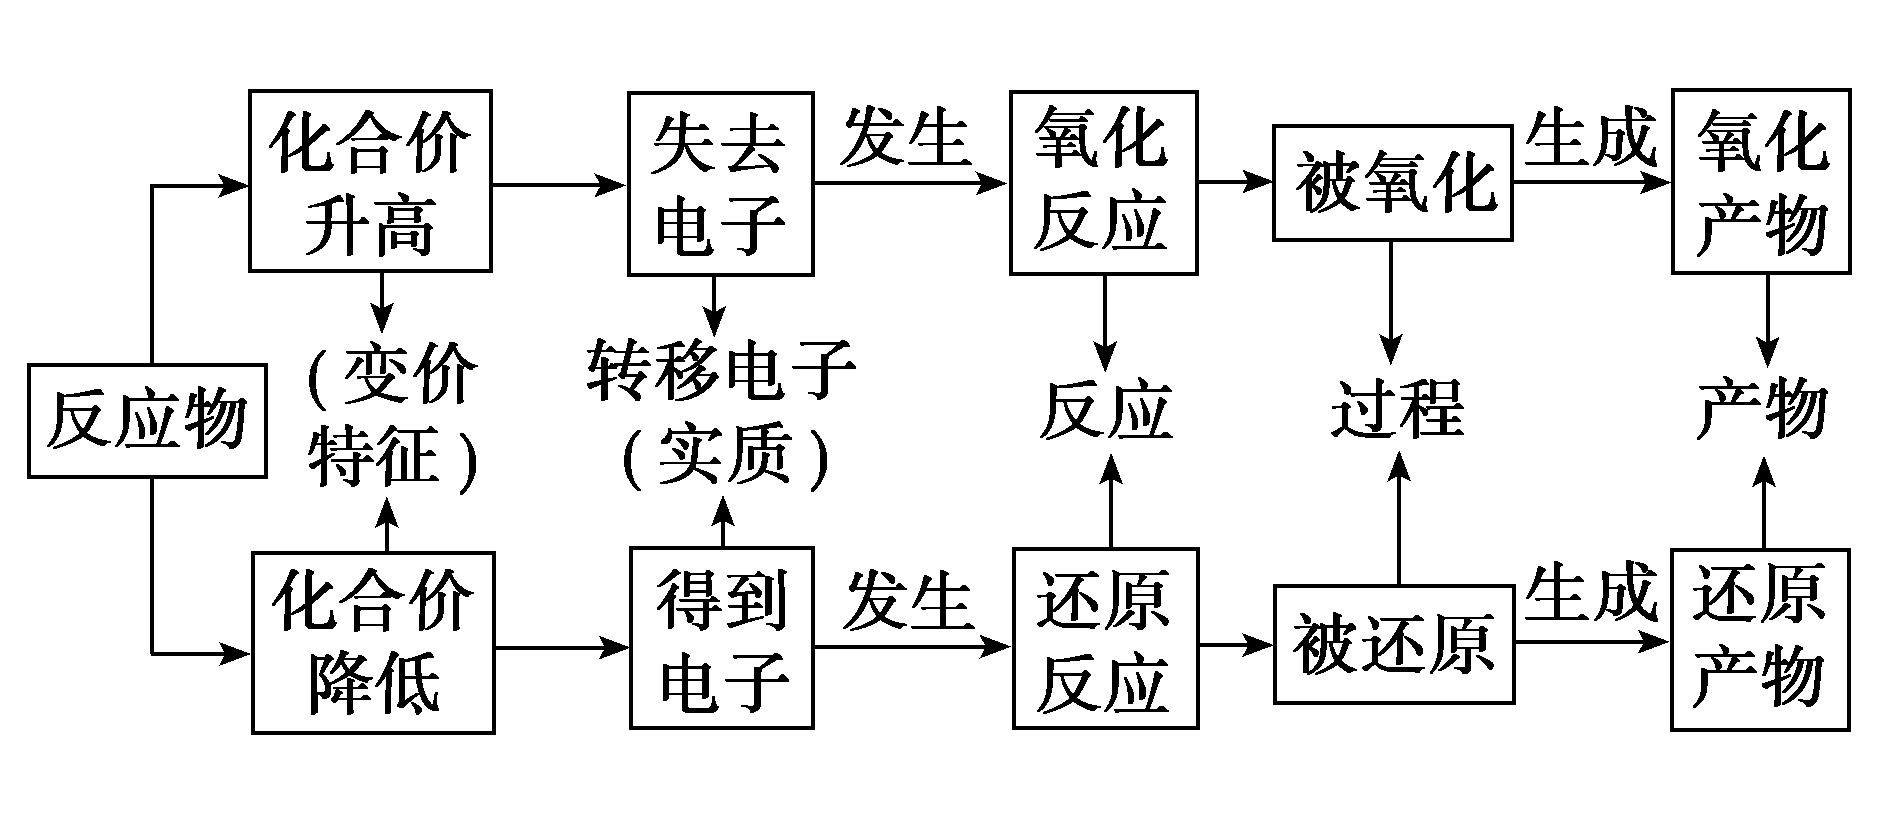 化合价
升高
失去
电子
发生
氧化
反应
被氧化
生成
氧化
产物
反应物
(变价
特征)
转移电子
(实质)
反应
过程
产物
化合价
降低
得到
电子
发生
还原
反应
被还原
生成
还原
产物